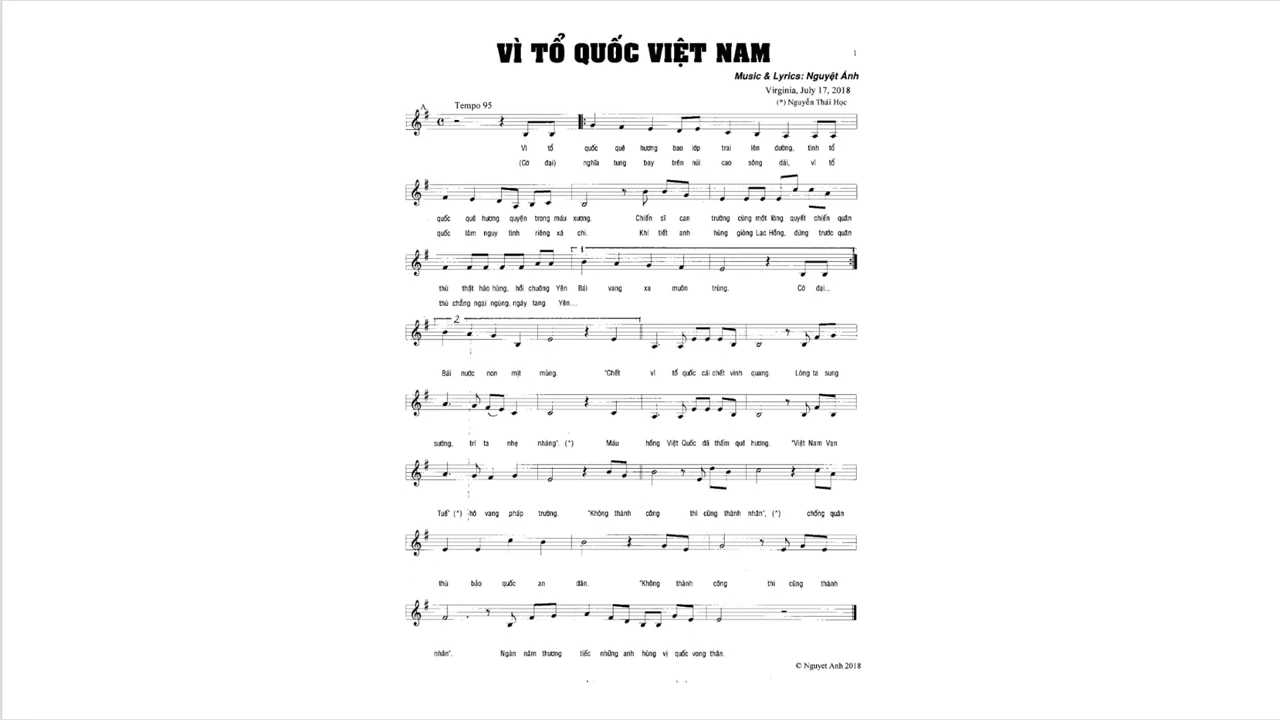 VÌ TỔ QUỐC VIỆT NAM
1
Music & Lyrics: Nguyệt Ánh
Virginia, July 17, 2018
(*) Nguyễn Thái Học
A
Tempo 95
Vì tổ quốc quê hương bao lớp trai lên đường, tình tổ
(Cờ đại) nghĩa tung bay trên núi cao sông dài, vì tổ
quốc quê hương quyện trong máu xương. Chiến sĩ can trường cùng một lòng quyết chiến quân
quốc lâm nguy tình riêng xá chi. Khí tiết anh hùng giòng Lạc Hồng, đứng trước quân
1
thù thật hào hùng, hồi chuông Yên Bái vang xa muôn trùng. Cờ đại...
thù chẳng ngại ngùng, ngày tang Yên...
2
Bái nước non mịt mùng. "Chết vì tổ quốc cái chết vinh quang. Lòng ta sung
sướng, trí ta nhẹ nhàng". (*) Máu hồng Việt Quốc đã thấm quê hương. "Việt Nam Vạn
Tuế" (*) hô vang pháp trường. "Không thành công thì cũng thành nhân", (*) chống quân
thù bảo quốc an dân. "Không thành công thì cũng thành
nhân". Ngàn năm thương tiếc những anh hùng vị quốc vong thân.
© Nguyet Anh 2018